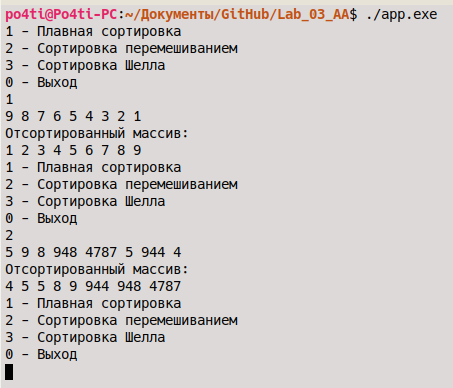 po4ti@Po4ti-PC:~/Документы/GitHub/Lab_03_AA$ ./app.exe
1 – Плавная сортировка
2 – Сортировка перемешиванием
3 – Сортировка Шелла
0 – Выход
1
9 8 7 6 5 4 3 2 1
Отсортированный массив:
1 2 3 4 5 6 7 8 9
1 – Плавная сортировка
2 – Сортировка перемешиванием
3 – Сортировка Шелла
0 – Выход
2
5 9 8 948 4787 5 944 4
Отсортированный массив:
4 5 5 8 9 944 948 4787
1 – Плавная сортировка
2 – Сортировка перемешиванием
3 – Сортировка Шелла
0 – Выход